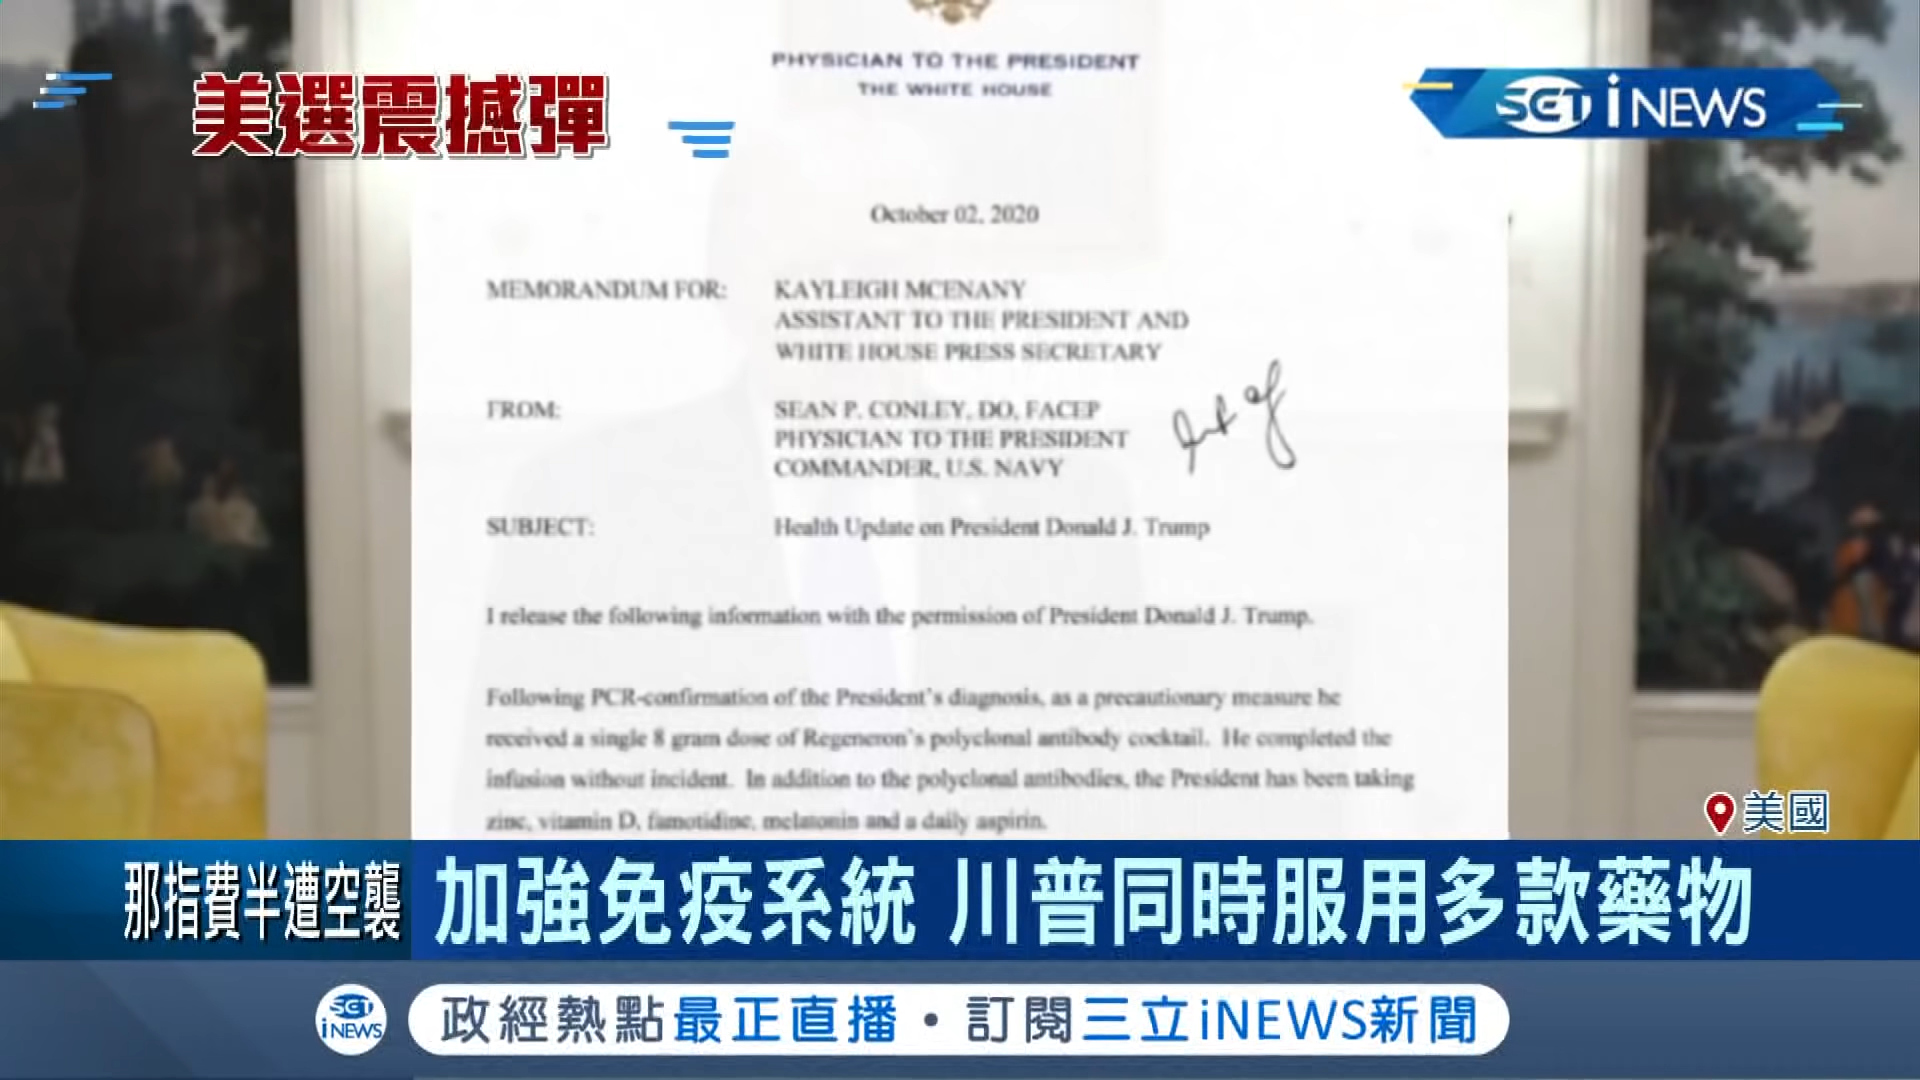 PHYSICIAN TO THE PRESIDENT
THE WHITE HOUSE
美選震撼彈
SET iNEWS
October 02, 2020
MEMORANDUM FOR: KAYLEIGH MCENANY
ASSISTANT TO THE PRESIDENT AND
WHITE HOUSE PRESS SECRETARY
FROM: SEAN P. CONLEY, DO, FACEP
PHYSICIAN TO THE PRESIDENT
COMMANDER, U.S. NAVY
SUBJECT: Health Update on President Donald J. Trump
I release the following information with the permission of President Donald J. Trump.
Following PCR-confirmation of the President's diagnosis, as a precautionary measure he
received a single 8 gram dose of Regeneron's polyclonal antibody cocktail. He completed the
infusion without incident. In addition to the polyclonal antibodies, the President has been taking
zinc, vitamin D, famotidine, melatonin and a daily aspirin.
美國
那指費半遭空襲
加強免疫系統 川普同時服用多款藥物
SET iNEWS
政經熱點最正直播・訂閱三立iNEWS新聞